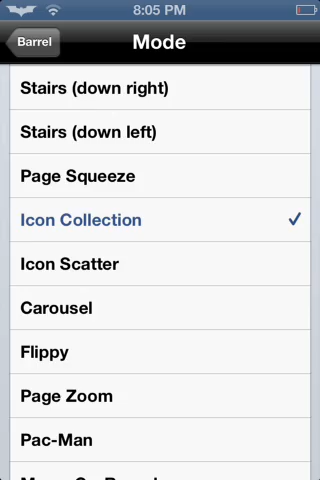 8:05 PM
Barrel
Mode
Stairs (down right)
Stairs (down left)
Page Squeeze
Icon Collection
Icon Scatter
Carousel
Flippy
Page Zoom
Pac-Man